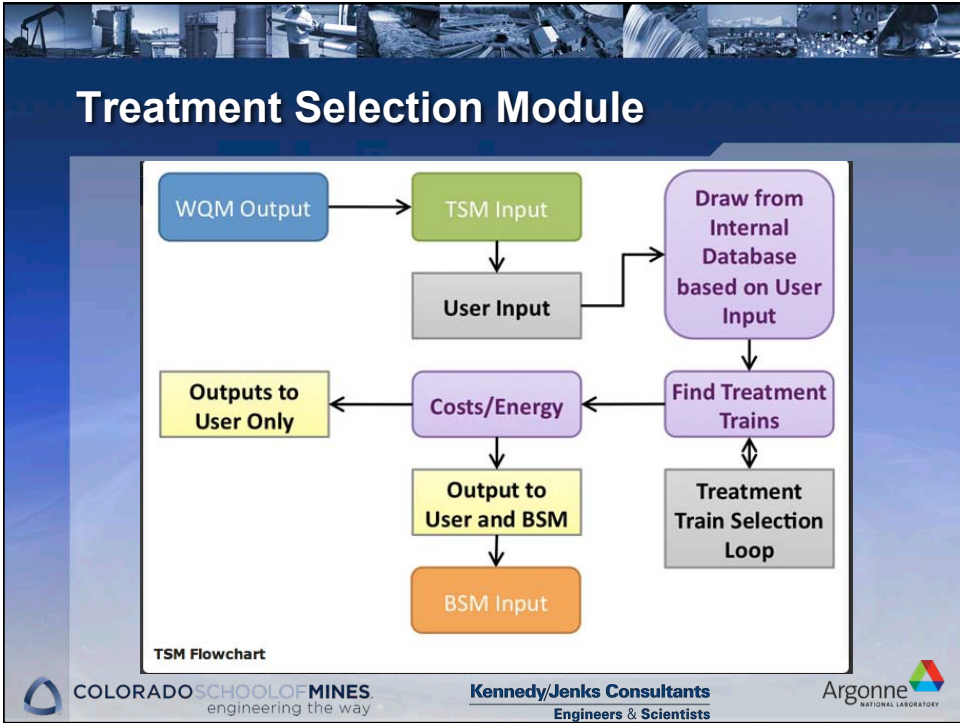 Treatment Selection Module
WQM Output
TSM Input
Draw from
Internal
Database
based on User
Input
User Input
Outputs to
User Only
Costs/Energy
Find Treatment
Trains
Output to
User and BSM
Treatment
Train Selection
Loop
BSM Input
TSM Flowchart
COLORADOSCHOOLOFMINES.
engineering the way
Kennedy/Jenks Consultants
Engineers & Scientists
Argonne
NATIONAL LABORATORY